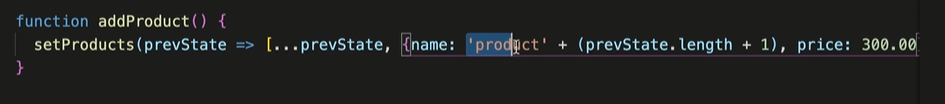 function addProduct() {
setProducts(prevState => [...prevState, {name: 'product' + (prevState.length + 1), price: 300.00
}